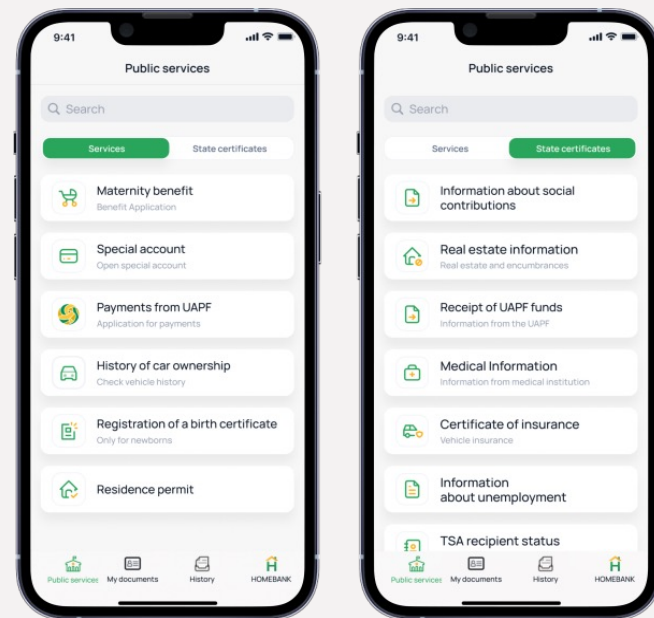 9:41
Public services
Search
Services
State certificates
Maternity benefit
Benefit Application
Special account
Open special account
Payments from UAPF
Application for payments
History of car ownership
Check vehicle history
Registration of a birth certificate
Only for newborns
Residence permit
Public services
My documents
History
HOMEBANK
9:41
Public services
Search
Services
State certificates
Information about social
contributions
Real estate information
Real estate and encumbrances
Receipt of UAPF funds
Information from the UAPF
Medical Information
Information from medical institution
Certificate of insurance
Vehicle insurance
Information
about unemployment
TSA recipient status
Public services
My documents
History
HOMEBANK